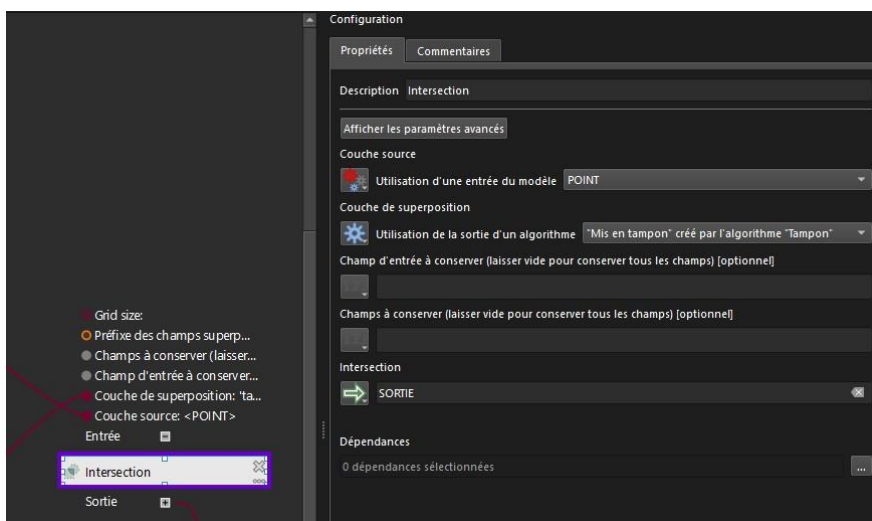 Configuration
Propriétés Commentaires
Description Intersection
Afficher les paramètres avancés
Couche source
Utilisation d'une entrée du modèle POINT
Couche de superposition
Utilisation de la sortie d'un algorithme "Mis en tampon" créé par l'algorithme "Tampon"
Champ d'entrée à conserver (laisser vide pour conserver tous les champs) [optionnel]
Champs à conserver (laisser vide pour conserver tous les champs) [optionnel]
Intersection
SORTIE
Dépendances
0 dépendances sélectionnées
...
Grid size:
Préfixe des champs superp...
Champs à conserver (laisser...
Champ d'entrée à conserver...
Couche de superposition: 'ta...
Couche source: <POINT>
Entrée
Intersection
Sortie